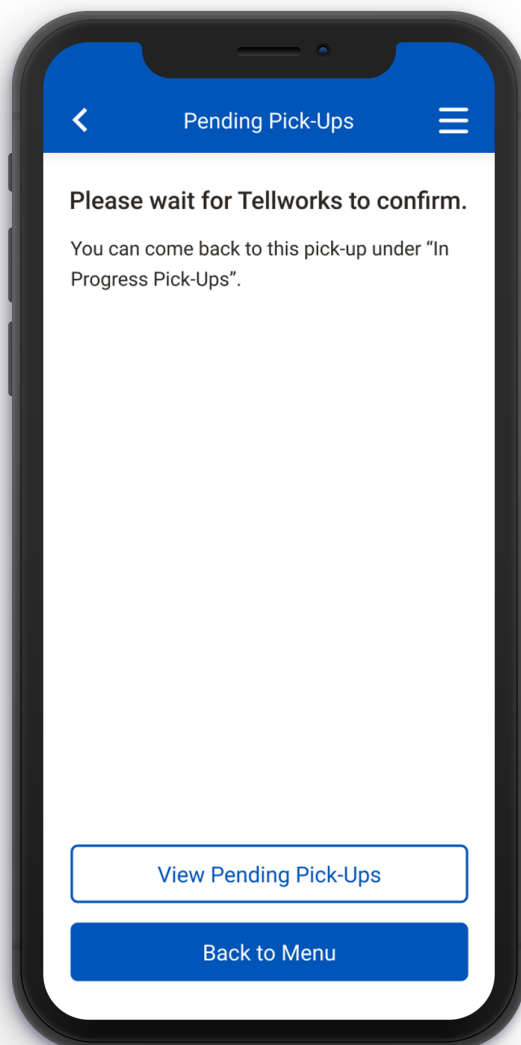 Pending Pick-Ups
Please wait for Tellworks to confirm.
You can come back to this pick-up under “In
Progress Pick-Ups”.
View Pending Pick-Ups
Back to Menu